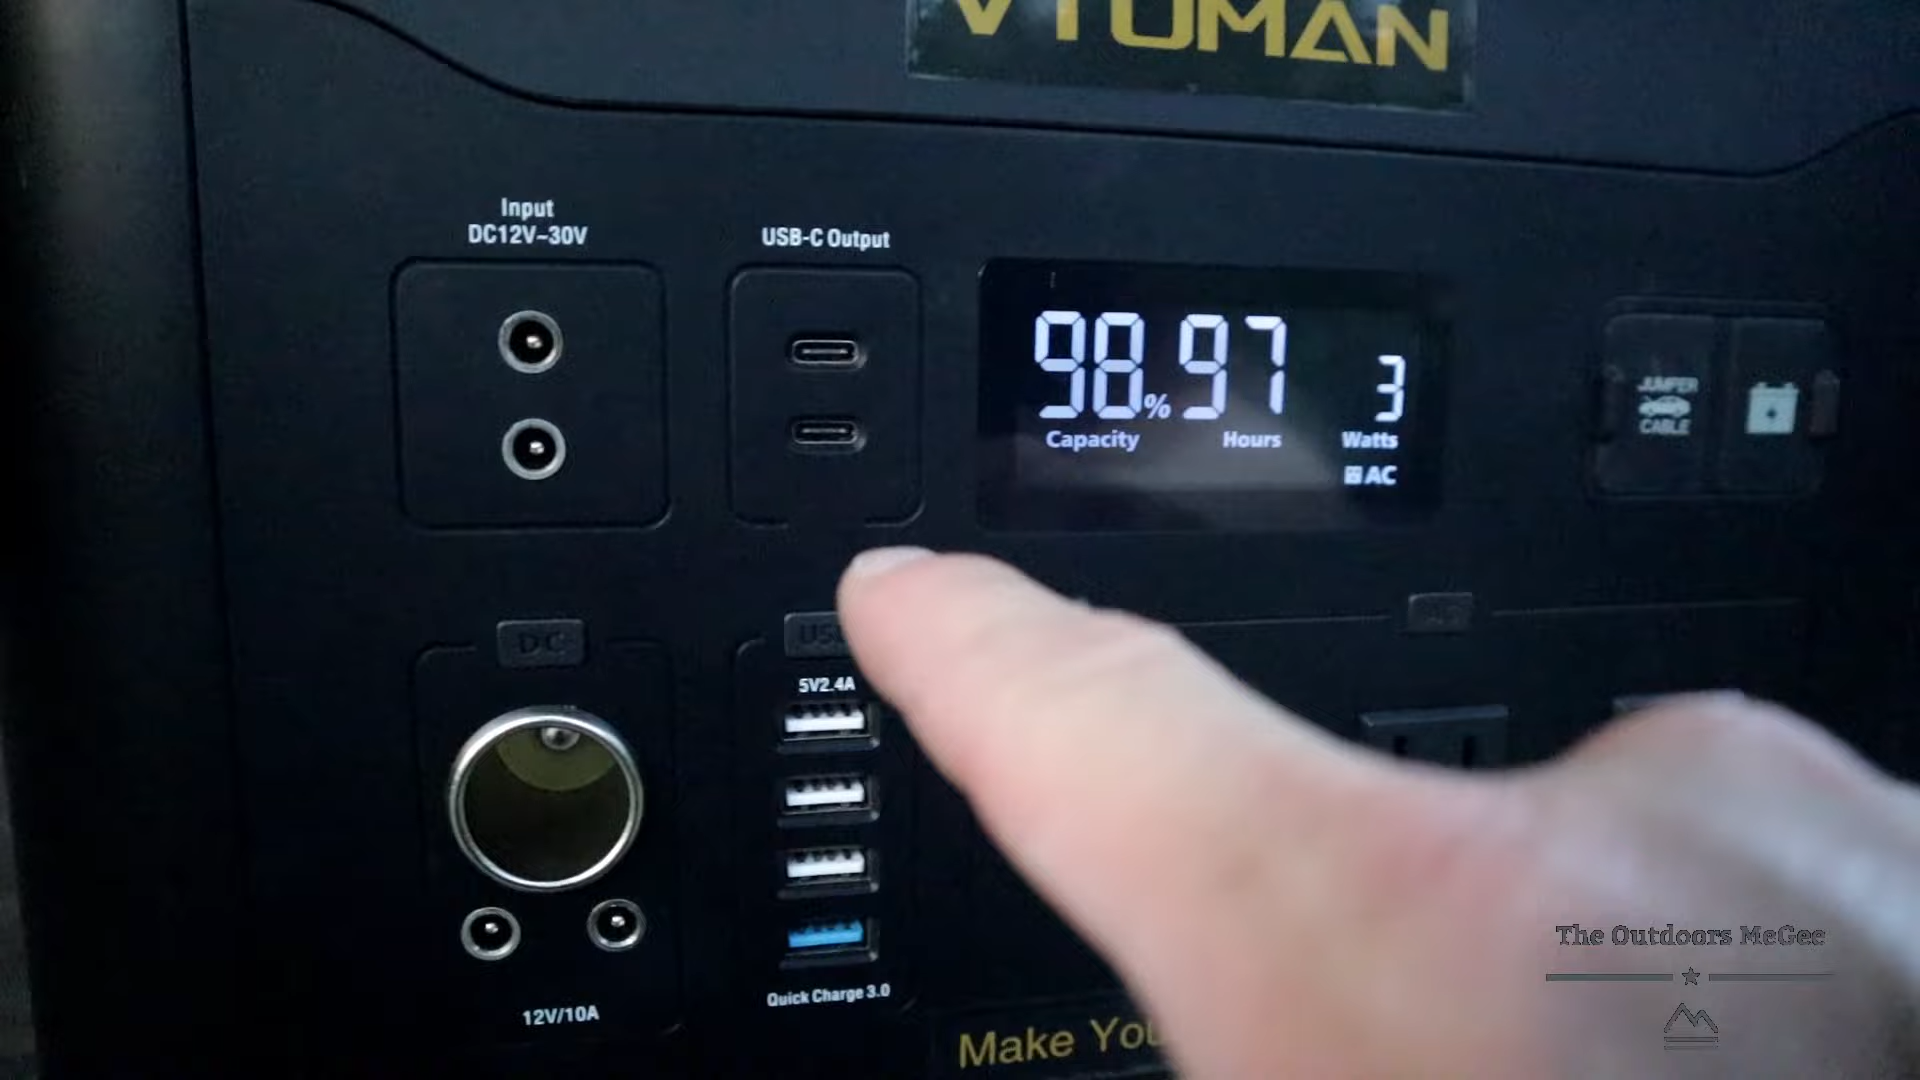 VTOMAN
Input
DC12V~30V
USB-C Output
98% 97 3
Capacity Hours Watts
AC
JUMPER
CABLE
DC
5V2.4A
Quick Charge 3.0
12V/10A
Make
The Outdoors McGee